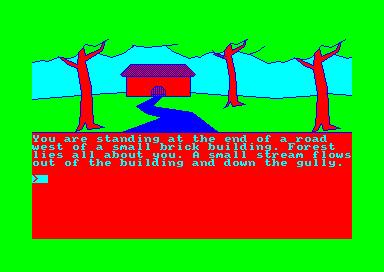 You are standing at the end of a road
west of a small brick building. Forest
lies all about you. A small stream flows
out of the building and down the gully.
>